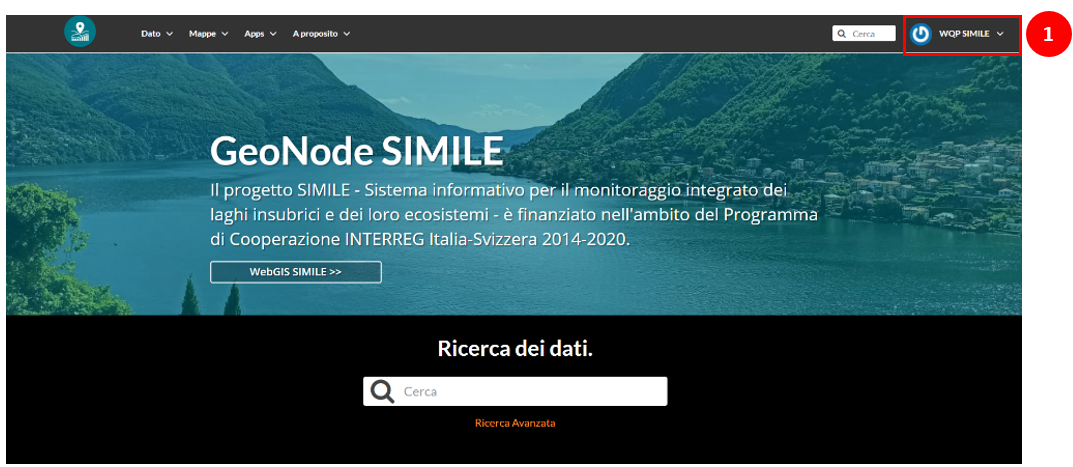 Dato Mappe Apps A proposito Cerca WQP SIMILE 1
GeoNode SIMILE
Il progetto SIMILE - Sistema informativo per il monitoraggio integrato dei
laghi insubrici e dei loro ecosistemi - è finanziato nell'ambito del Programma
di Cooperazione INTERREG Italia-Svizzera 2014-2020.
WebGIS SIMILE >>
Ricerca dei dati.
Cerca
Ricerca Avanzata